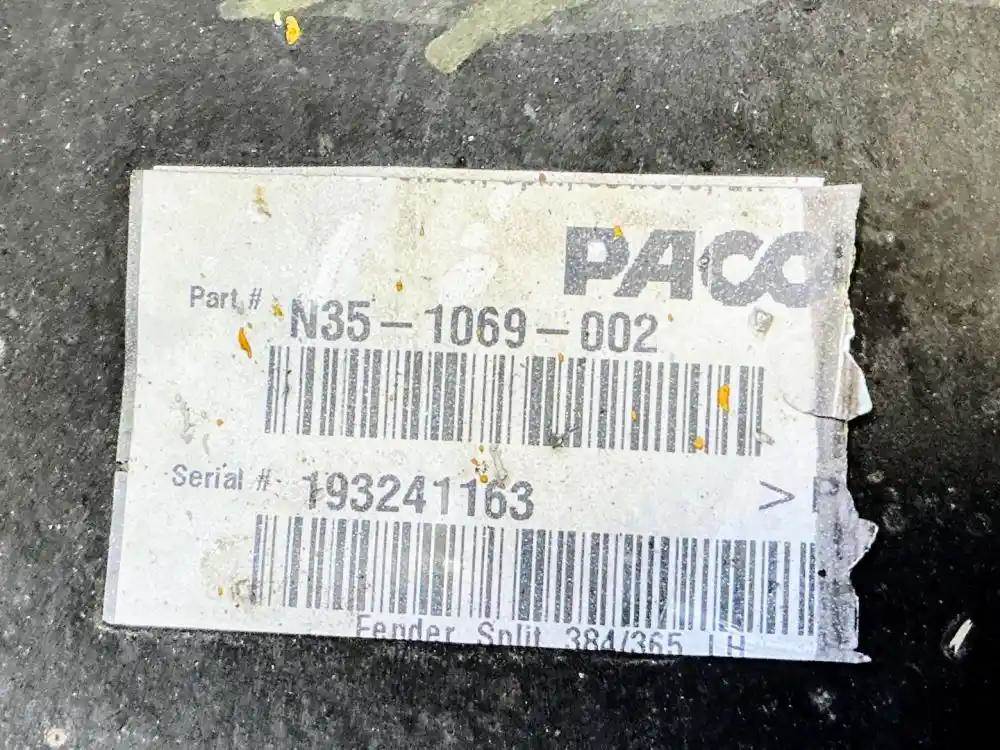 PACC
Part # N35-1069-002
Serial # 193241163
V
Fender Split 384/365 LH